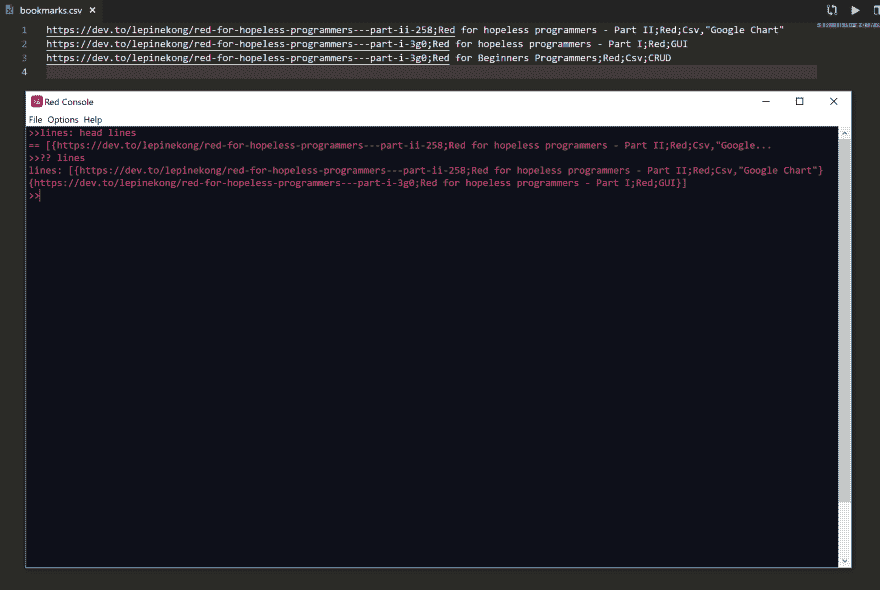 bookmarks.csv ×
1 https://dev.to/lepinekong/red-for-hopeless-programmers---part-ii-258;Red for hopeless programmers - Part II;Red;Csv,"Google Chart"
2 https://dev.to/lepinekong/red-for-hopeless-programmers---part-i-3g0;Red for hopeless programmers - Part I;Red;GUI
3 https://dev.to/lepinekong/red-for-hopeless-programmers---part-i-3g0;Red for Beginners Programmers;Red;Csv;CRUD
4
Red Console
File Options Help
>>lines: head lines
== [{https://dev.to/lepinekong/red-for-hopeless-programmers---part-ii-258;Red for hopeless programmers - Part II;Red;Csv,"Google...
>>?? lines
lines: [{https://dev.to/lepinekong/red-for-hopeless-programmers---part-ii-258;Red for hopeless programmers - Part II;Red;Csv,"Google Chart"}
{https://dev.to/lepinekong/red-for-hopeless-programmers---part-i-3g0;Red for hopeless programmers - Part I;Red;GUI}]
>>